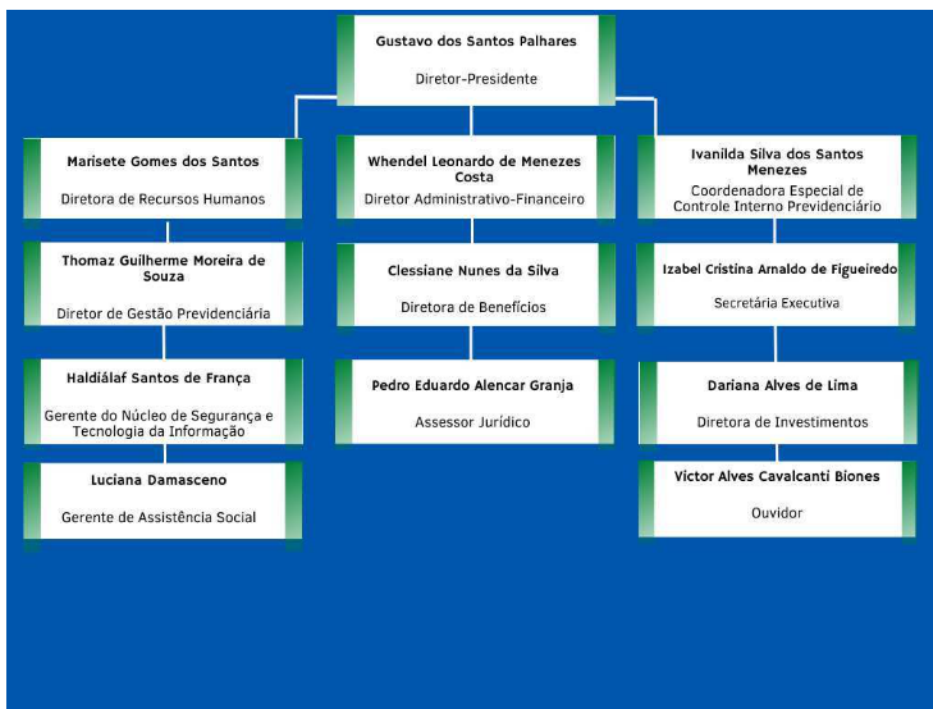 Gustavo dos Santos Palhares
Diretor-Presidente
Marisete Gomes dos Santos
Diretora de Recursos Humanos
Whendel Leonardo de Menezes
Costa
Diretor Administrativo-Financeiro
Ivanilda Silva dos Santos
Menezes
Coordenadora Especial de
Controle Interno Previdenciário
Thomaz Guilherme Moreira de
Souza
Diretor de Gestão Previdenciária
Clessiane Nunes da Silva
Diretora de Benefícios
Izabel Cristina Arnaldo de Figueiredo
Secretária Executiva
Haldiálaf Santos de França
Gerente do Núcleo de Segurança e
Tecnologia da Informação
Pedro Eduardo Alencar Granja
Assessor Jurídico
Dariana Alves de Lima
Diretora de Investimentos
Luciana Damasceno
Gerente de Assistência Social
Victor Alves Cavalcanti Biones
Ouvidor